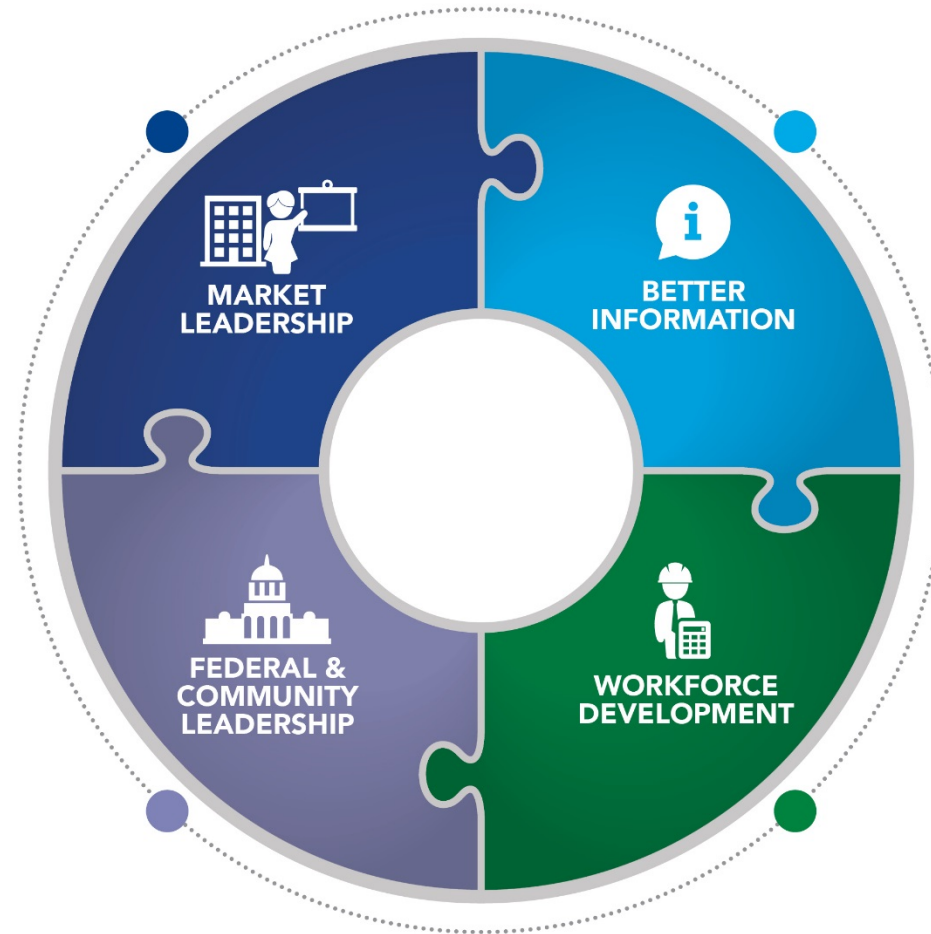 MARKET
LEADERSHIP
BETTER
INFORMATION
FEDERAL &
COMMUNITY
LEADERSHIP
WORKFORCE
DEVELOPMENT